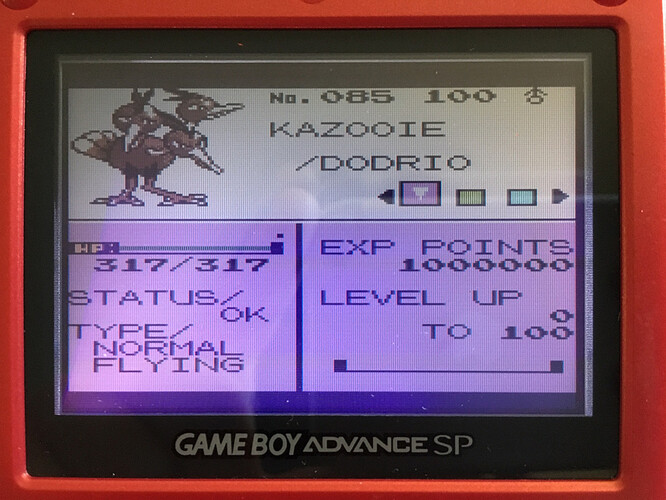 No. 085 100 ♂
KAZOOIE
/DODRIO
HP:
317/317
STATUS/
OK
TYPE/
NORMAL
FLYING
EXP POINTS
1000000
LEVEL UP
0
TO 100
GAME BOY ADVANCE SP